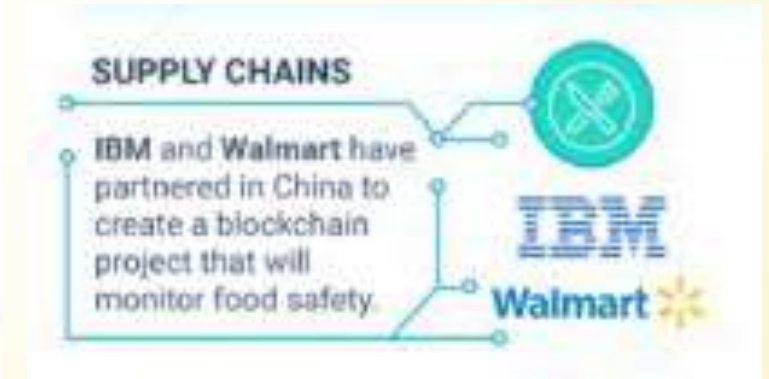 SUPPLY CHAINS
IBM and Walmart have
partnered in China to
create a blockchain
project that will
monitor food safety.
IBM
Walmart